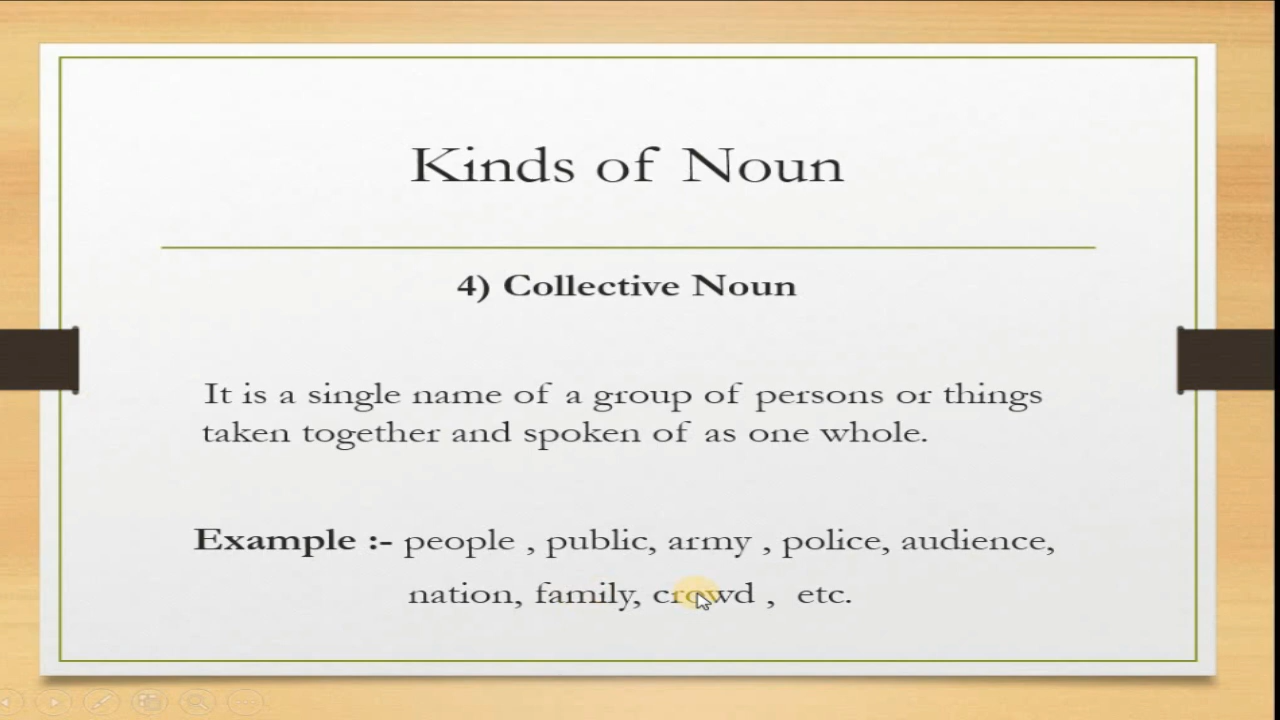 Kinds of Noun
4) Collective Noun
It is a single name of a group of persons or things
taken together and spoken of as one whole.
Example :- people , public, army , police, audience,
nation, family, crowd , etc.